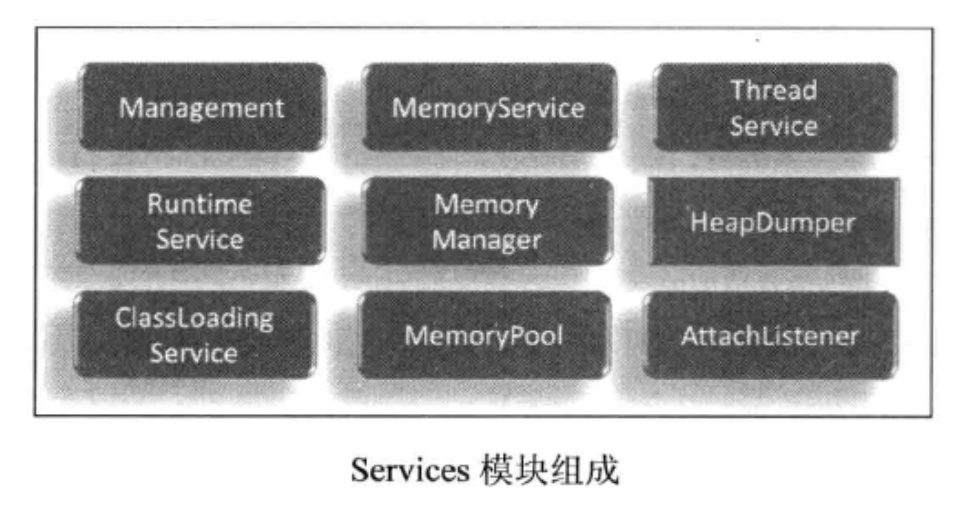 Management
MemoryService
Thread
Service
Runtime
Service
Memory
Manager
HeapDumper
ClassLoading
Service
MemoryPool
AttachListener
Services 模块组成